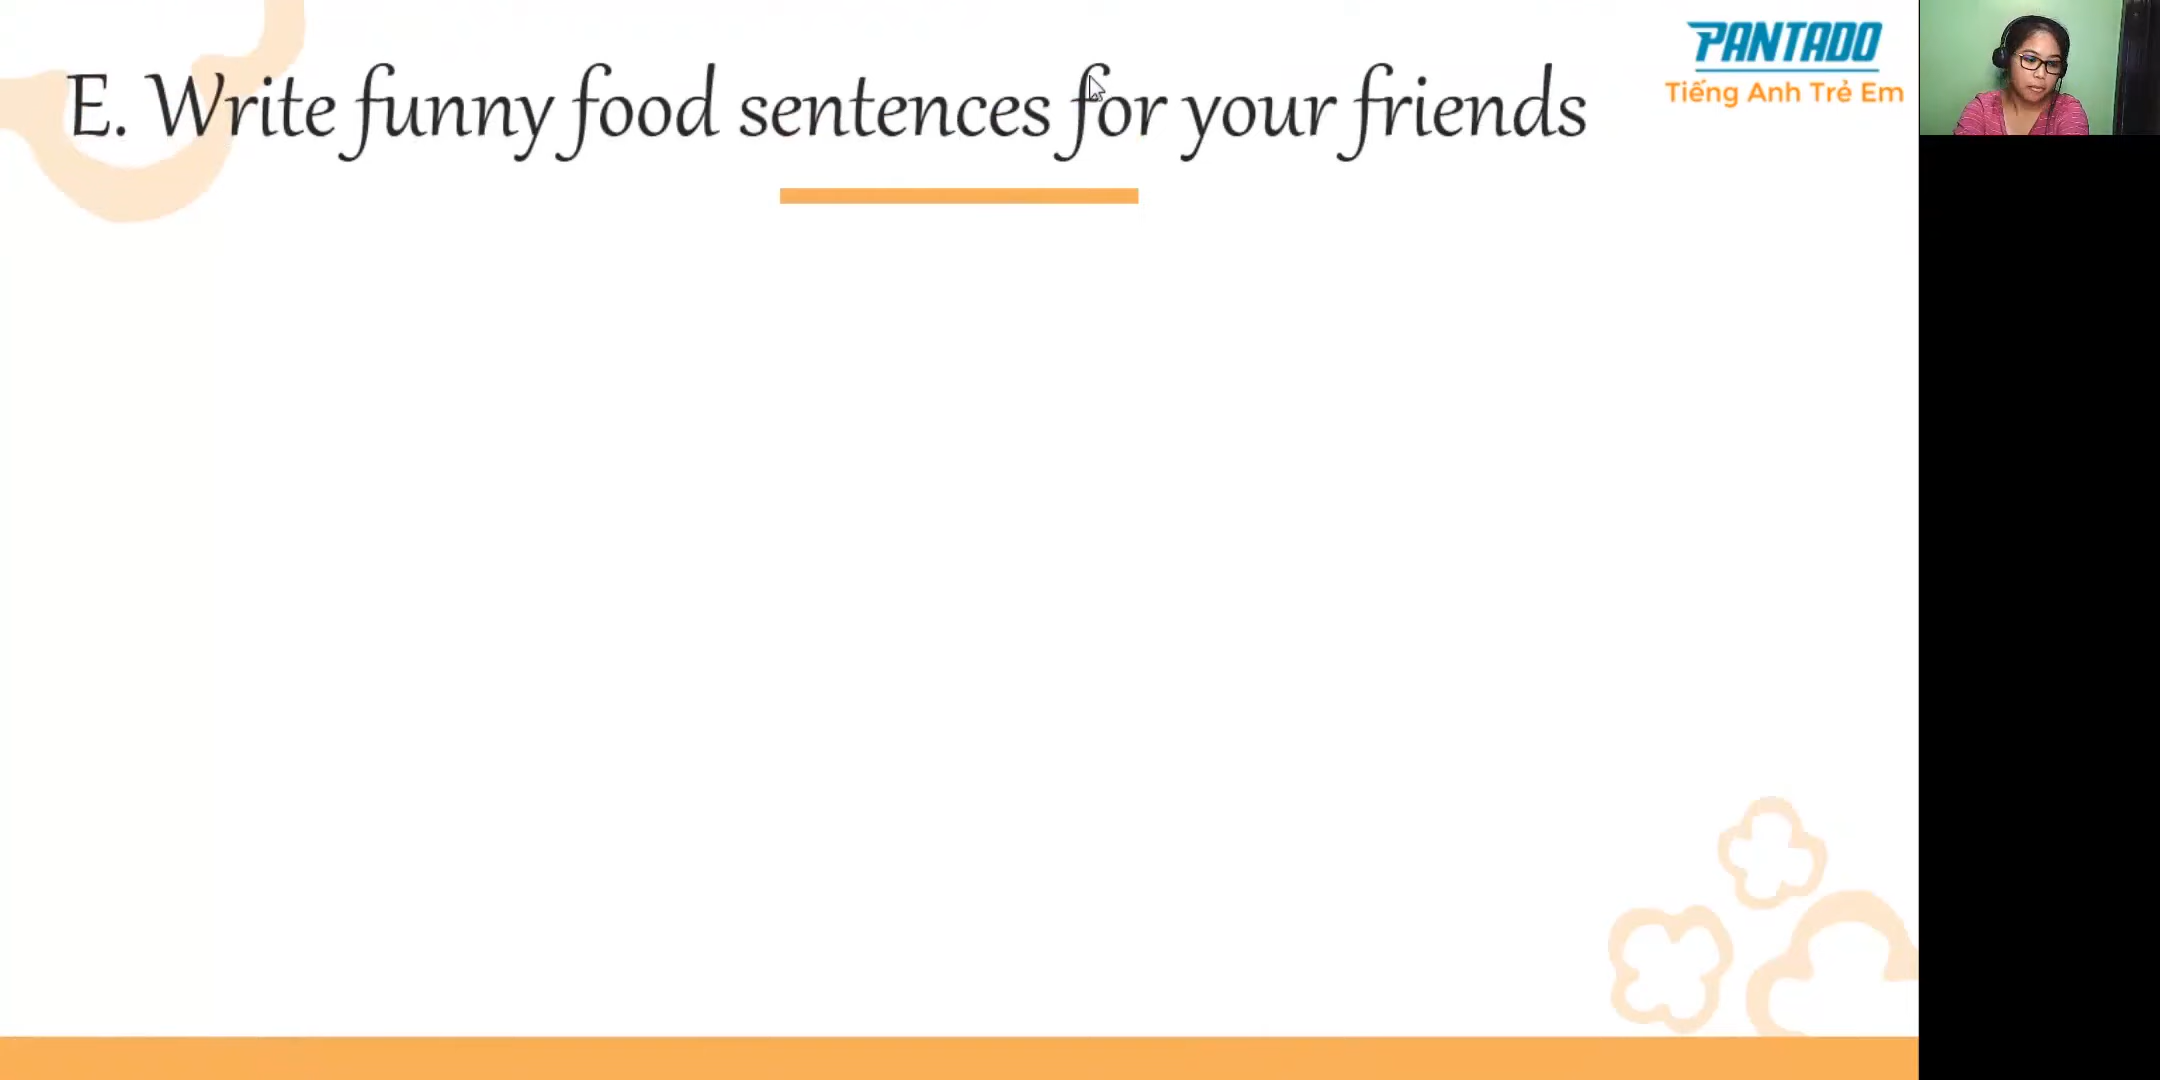 E. Write funny food sentences for your friends
PANTADO
Tiếng Anh Trẻ Em